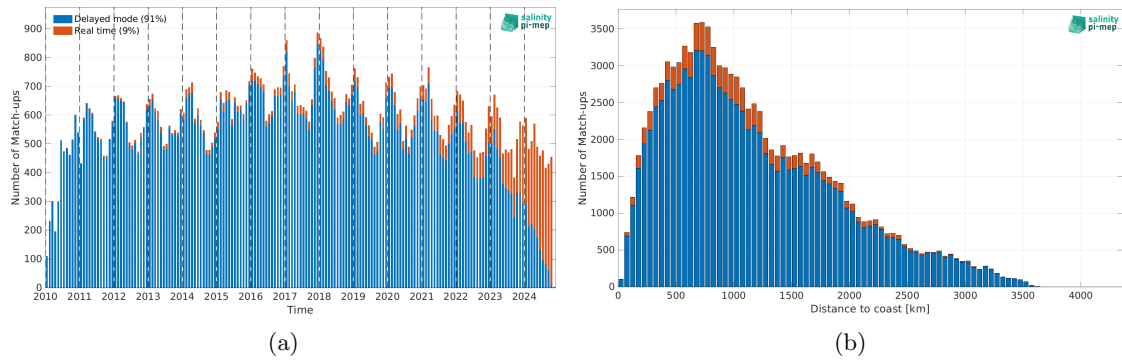 Delayed mode (91%)
Real time (9%)
salinity
pi-mep
Number of Match-ups
900
800
700
600
500
400
300
200
100
0
2010 2011 2012 2013 2014 2015 2016 2017 2018 2019 2020 2021 2022 2023 2024
Time
(a)
salinity
pi-mep
Number of Match-ups
3500
3000
2500
2000
1500
1000
500
0
0 500 1000 1500 2000 2500 3000 3500 4000
Distance to coast [km]
(b)